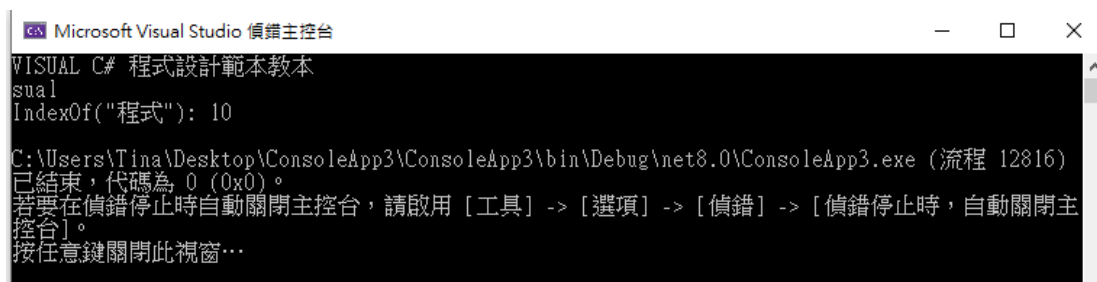 Microsoft Visual Studio 偵錯主控台
VISUAL C# 程式設計範本教本
sual
IndexOf("程式"): 10
C:\Users\Tina\Desktop\ConsoleApp3\ConsoleApp3\bin\Debug\net8.0\ConsoleApp3.exe (流程 12816)
已結束，代碼為 0 (0x0)。
若要在偵錯停止時自動關閉主控台，請啟用 [工具] -> [選項] -> [偵錯] -> [偵錯停止時，自動關閉主
控台]。
按任意鍵關閉此視窗…